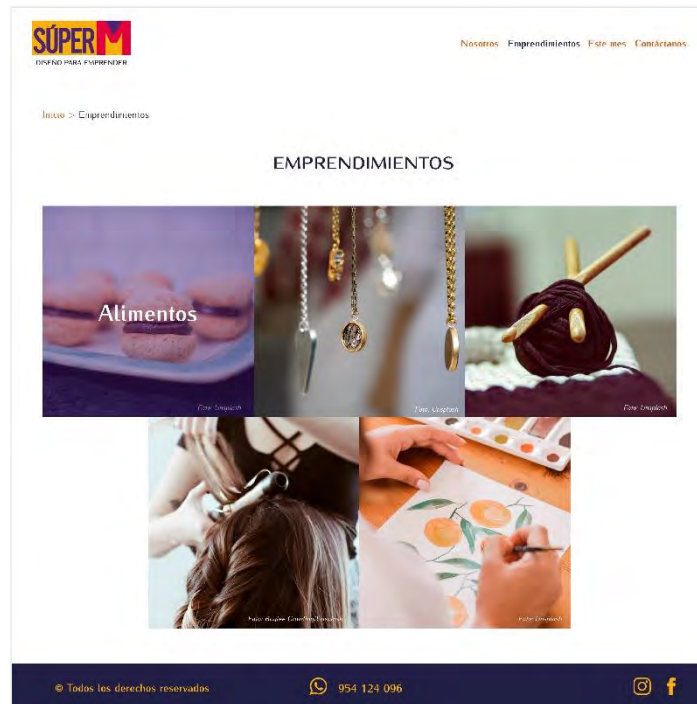 SÚPER M
DISEÑO PARA EMPRENDER
Nosotros Emprendimientos Este mes Contáctanos
Inicio > Emprendimientos
EMPRENDIMIENTOS
Alimentos
Foto: Unsplash
Foto: Unsplash
Foto: Unsplash
Foto:
Foto: Unsplash
© Todos los derechos reservados
954 124 096